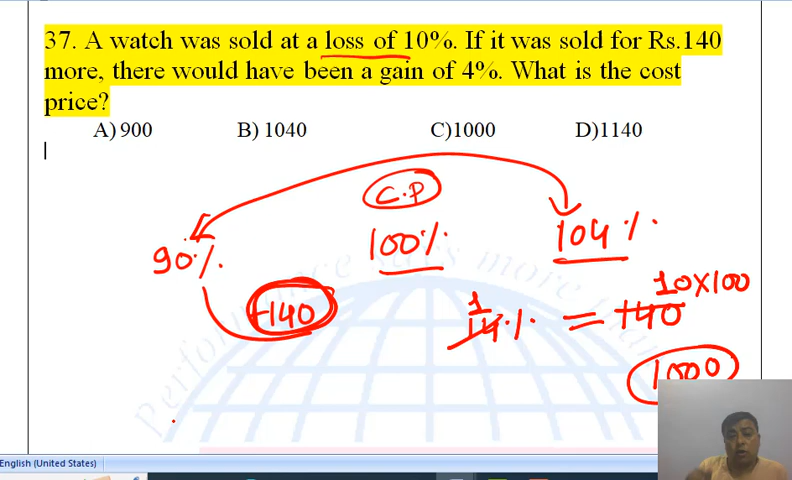 37. A watch was sold at a loss of 10%. If it was sold for Rs.140
more, there would have been a gain of 4%. What is the cost
price?
A) 900 B) 1040 C)1000 D)1140
C.P
90% 100% 104%
+140
1
14% = 140
10×100
1000
English (United States)